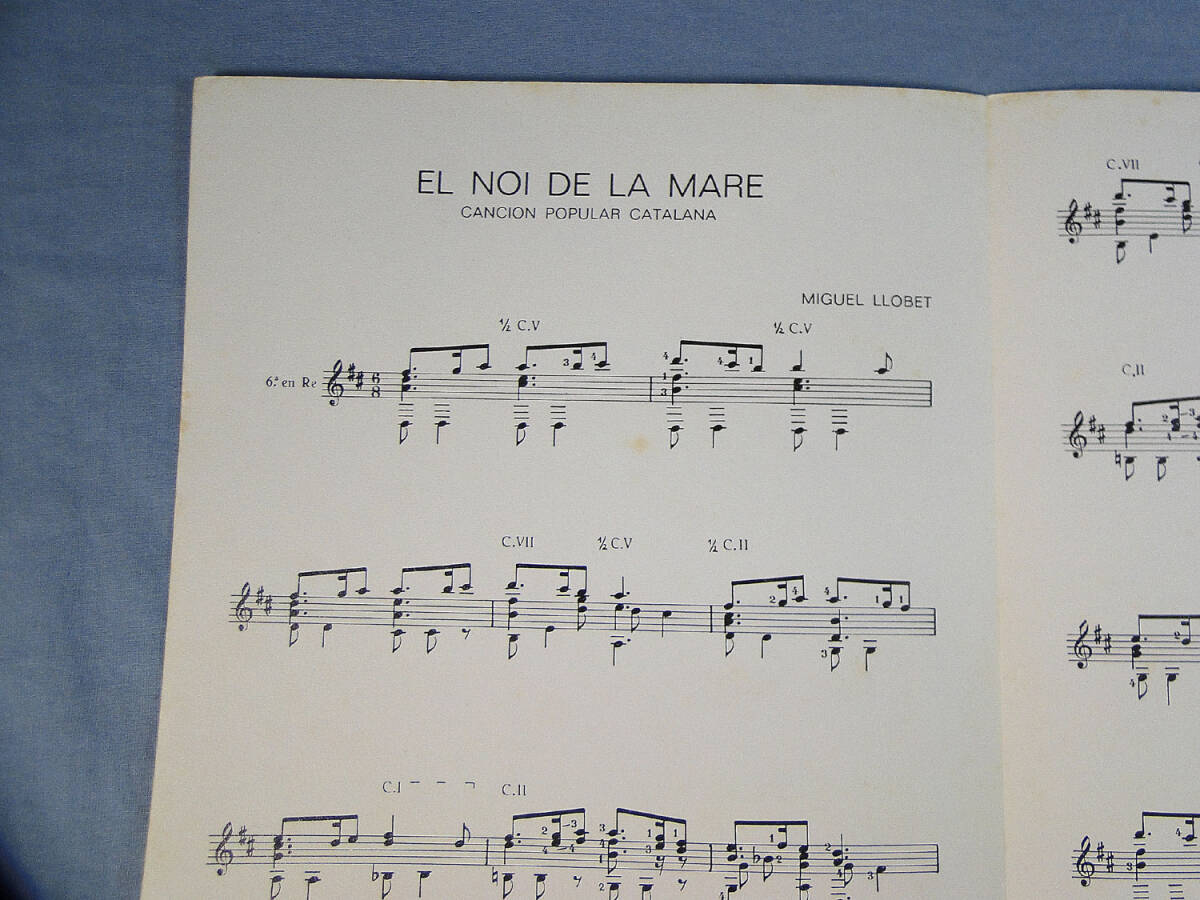 EL NOI DE LA MARE
CANCION POPULAR CATALANA
MIGUEL LLOBET
½ C.V ½ C.V
6.ª en Re
C.VII ½ C.V ½ C.II
C.I C.II
C.VII
C.II